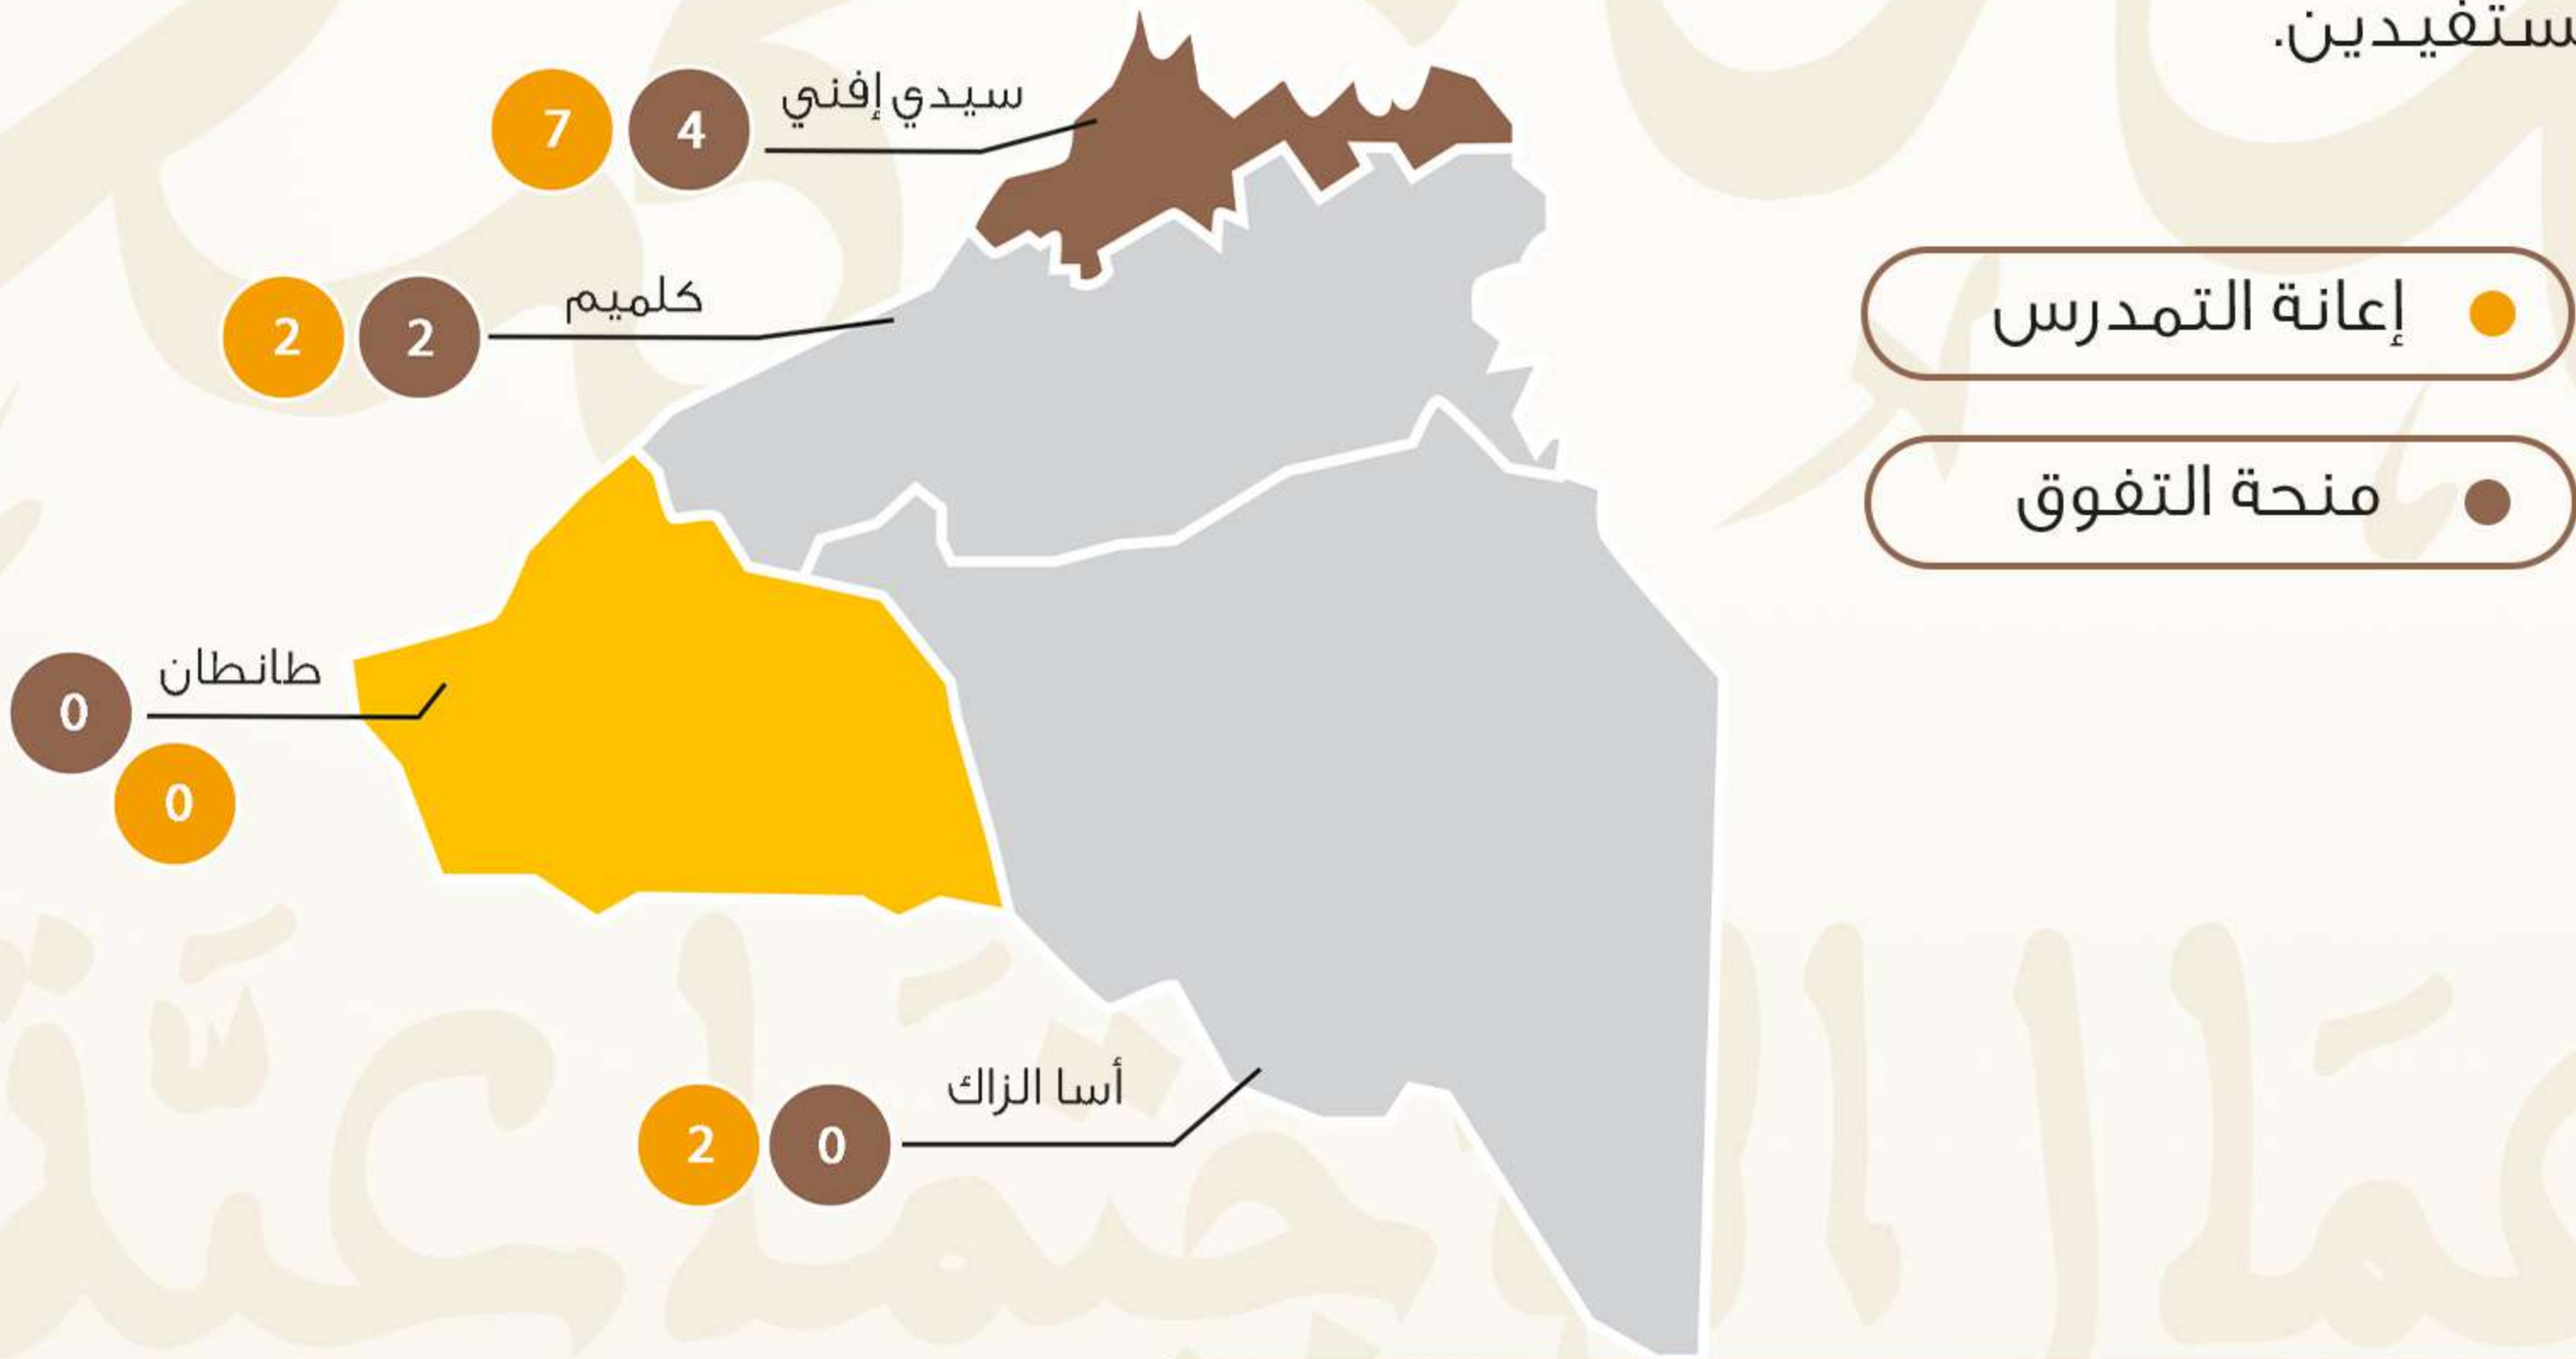 ستفيدين.
سيدي إفني
4 7
كلميم
2 2
إعانة التمدرس
منحة التفوق
طانطان
0
0
أسا الزاك
0 2